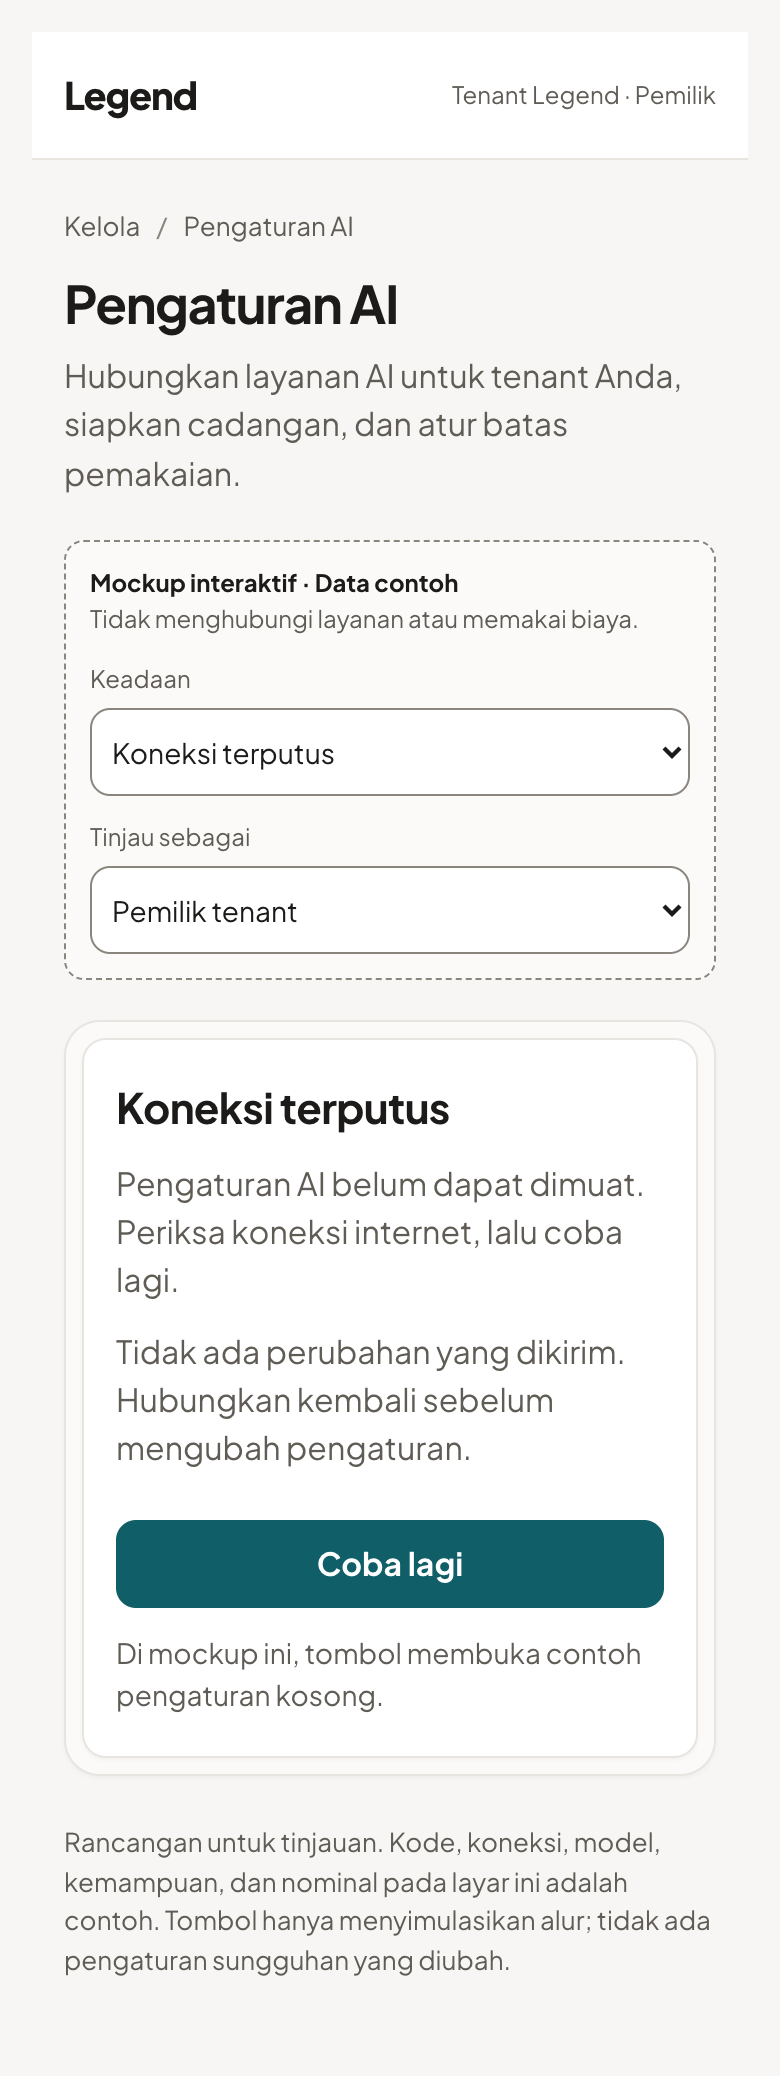 Legend
Tenant Legend · Pemilik
Kelola / Pengaturan AI
Pengaturan AI
Hubungkan layanan AI untuk tenant Anda,
siapkan cadangan, dan atur batas
pemakaian.
Mockup interaktif · Data contoh
Tidak menghubungi layanan atau memakai biaya.
Keadaan
Koneksi terputus
Tinjau sebagai
Pemilik tenant
Koneksi terputus
Pengaturan AI belum dapat dimuat.
Periksa koneksi internet, lalu coba
lagi.
Tidak ada perubahan yang dikirim.
Hubungkan kembali sebelum
mengubah pengaturan.
Coba lagi
Di mockup ini, tombol membuka contoh
pengaturan kosong.
Rancangan untuk tinjauan. Kode, koneksi, model,
kemampuan, dan nominal pada layar ini adalah
contoh. Tombol hanya menyimulasikan alur; tidak ada
pengaturan sungguhan yang diubah.